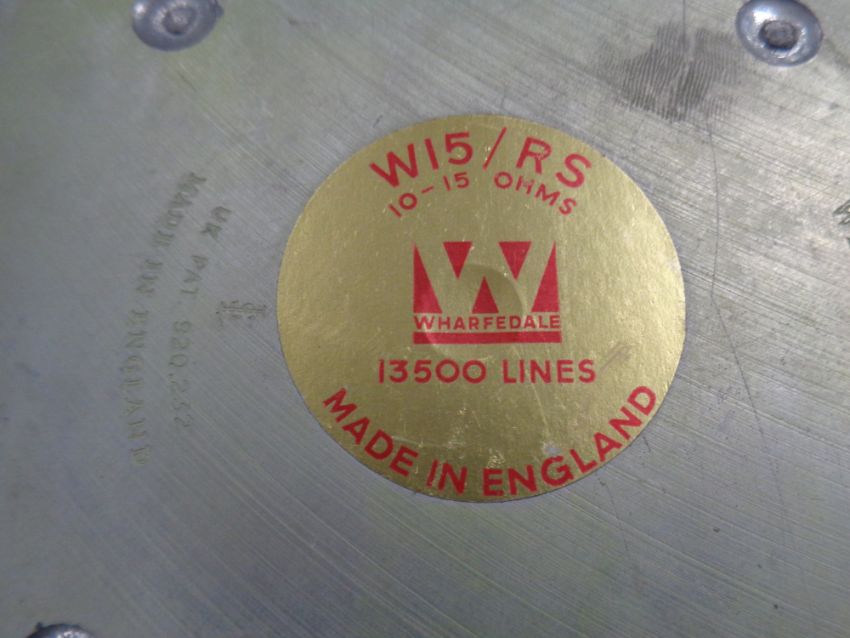 W15/RS
10-15 OHMS
WHARFEDALE
13500 LINES
MADE IN ENGLAND
UK PAT. 920,252
MADE IN ENGLAND